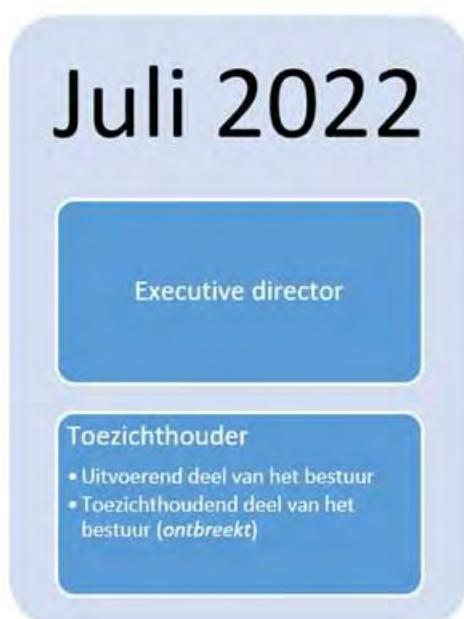 Juli 2022
Executive director
Toezichthouder
• Uitvoerend deel van het bestuur
• Toezichthoudend deel van het
bestuur (ontbreekt)